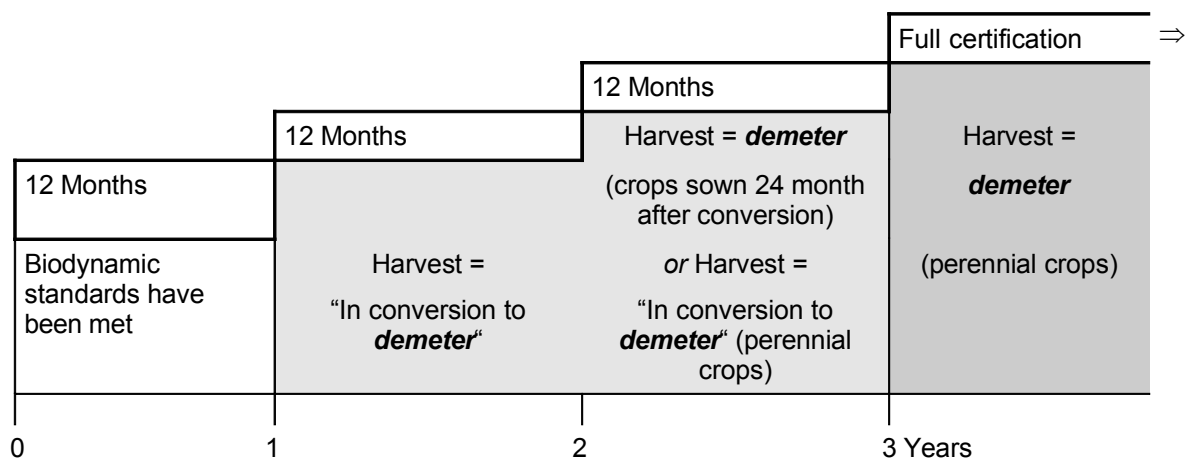 Full certification ⇒
12 Months
12 Months
Harvest = demeter
Harvest =
12 Months
(crops sown 24 month
after conversion)
demeter
Biodynamic
standards have
been met
Harvest =
“In conversion to
demeter“
or Harvest =
“In conversion to
demeter“ (perennial
crops)
(perennial crops)
0
1
2
3 Years